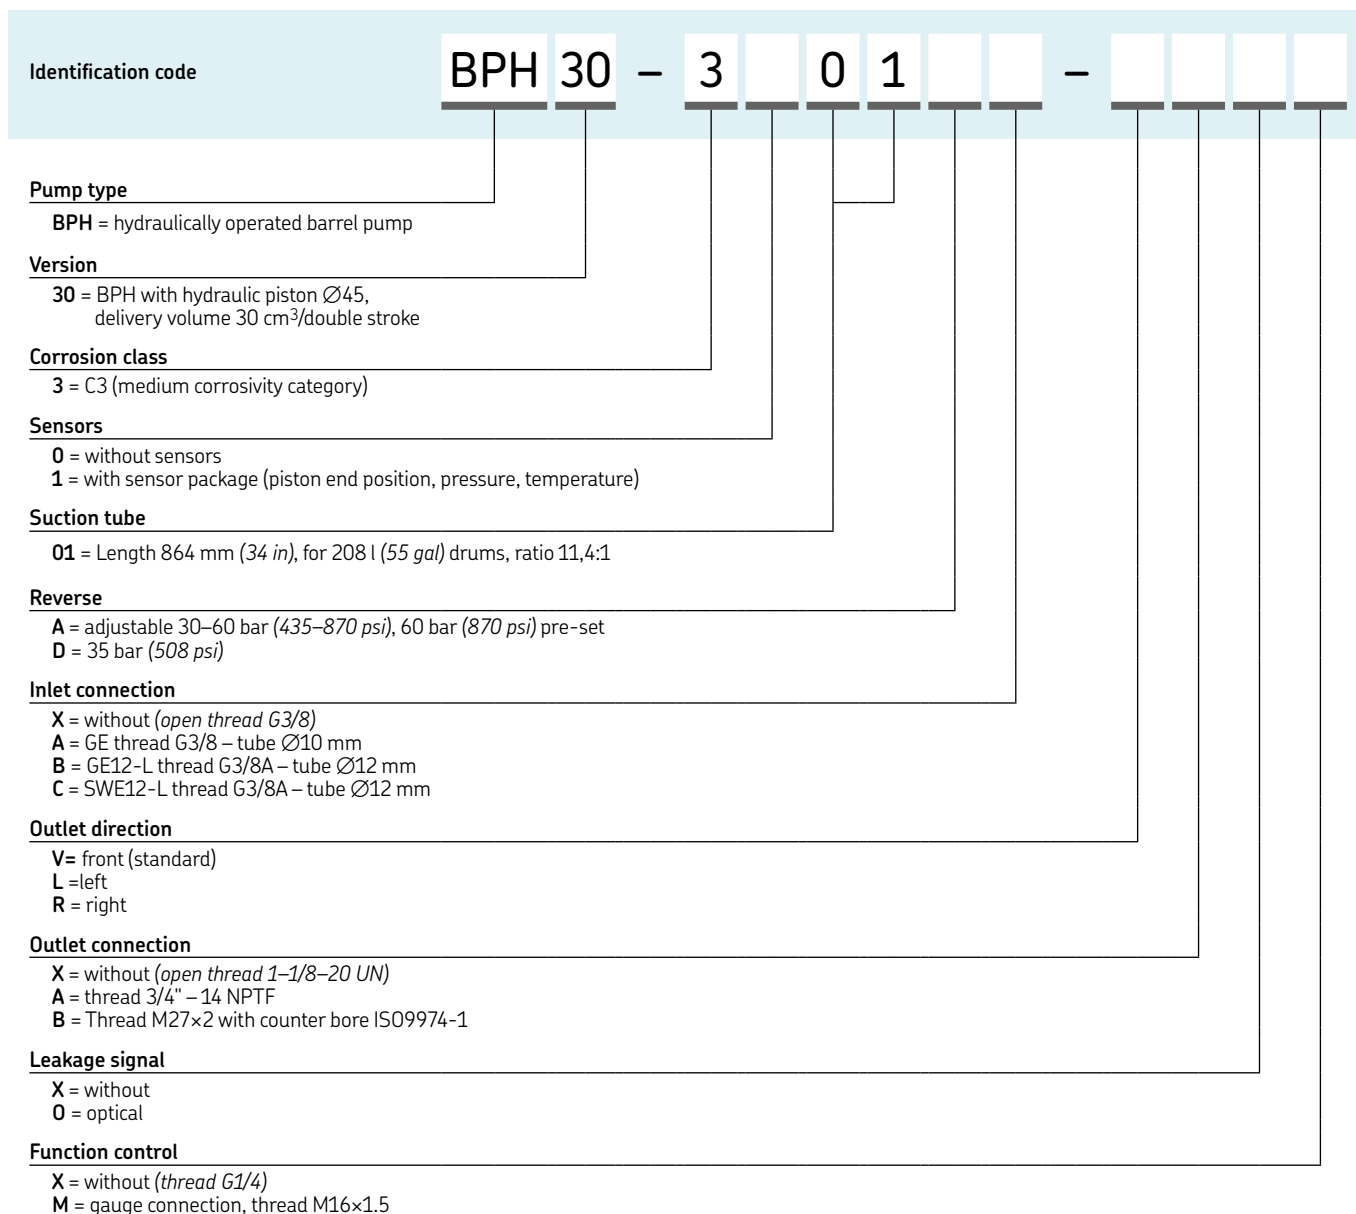 Identification code BPH 30 – 3 0 1 –
Pump type
BPH = hydraulically operated barrel pump
Version
30 = BPH with hydraulic piston ∅45,
delivery volume 30 cm³/double stroke
Corrosion class
3 = C3 (medium corrosivity category)
Sensors
0 = without sensors
1 = with sensor package (piston end position, pressure, temperature)
Suction tube
01 = Length 864 mm (34 in), for 208 l (55 gal) drums, ratio 11,4:1
Reverse
A = adjustable 30–60 bar (435–870 psi), 60 bar (870 psi) pre-set
D = 35 bar (508 psi)
Inlet connection
X = without (open thread G3/8)
A = GE thread G3/8 – tube ∅10 mm
B = GE12-L thread G3/8A – tube ∅12 mm
C = SWE12-L thread G3/8A – tube ∅12 mm
Outlet direction
V= front (standard)
L =left
R = right
Outlet connection
X = without (open thread 1–1/8–20 UN)
A = thread 3/4" – 14 NPTF
B = Thread M27×2 with counter bore ISO9974-1
Leakage signal
X = without
O = optical
Function control
X = without (thread G1/4)
M = gauge connection, thread M16×1.5